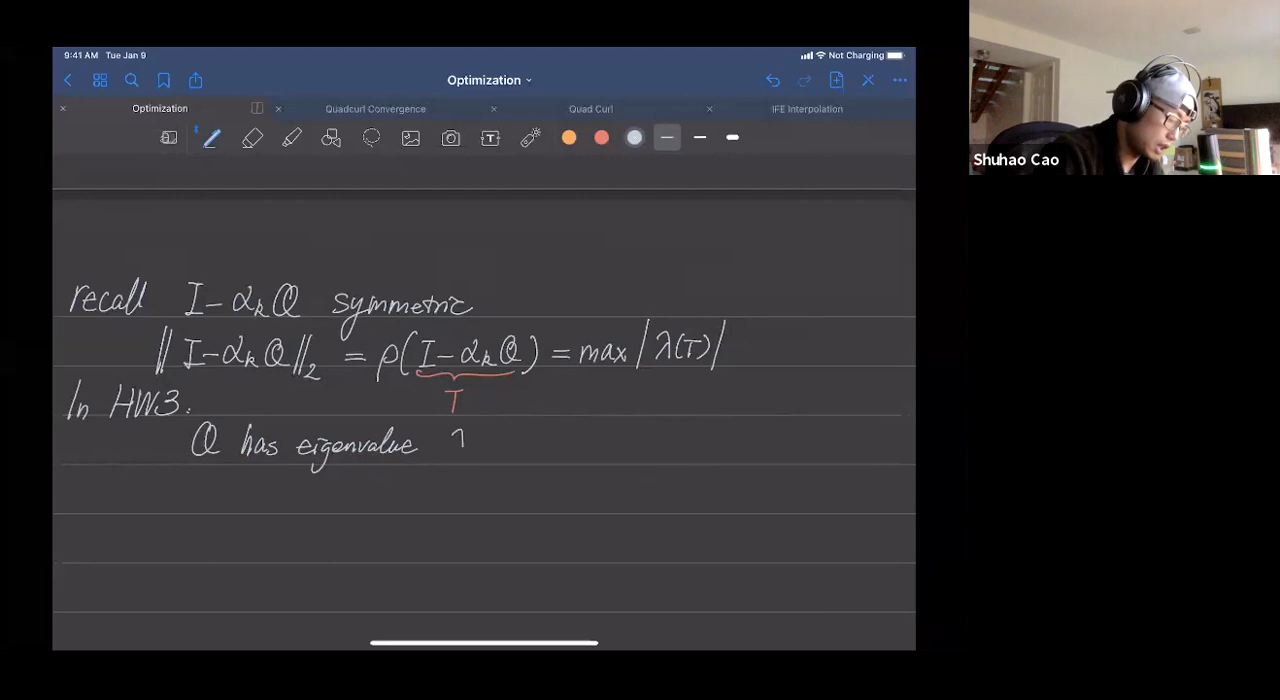 9:41 AM Tue Jan 9
Not Charging
Optimization
Optimization
Quadcurl Convergence
Quad Curl
IFE Interpolation
Shuhao Cao
recall I - α_k Q symmetric
‖ I - α_k Q ‖_2 = ρ( I - α_k Q ) = max | λ(T) |
T
In HW3:
Q has eigenvalue